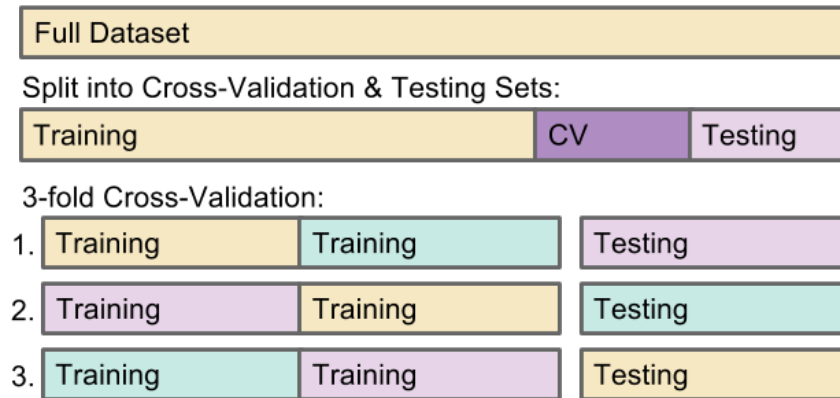 Full Dataset
Split into Cross-Validation & Testing Sets:
Training CV Testing
3-fold Cross-Validation:
1. Training Training Testing
2. Training Training Testing
3. Training Training Testing